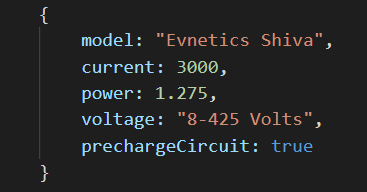 {
model: "Evnetics Shiva",
current: 3000,
power: 1.275,
voltage: "8-425 Volts",
prechargeCircuit: true
}